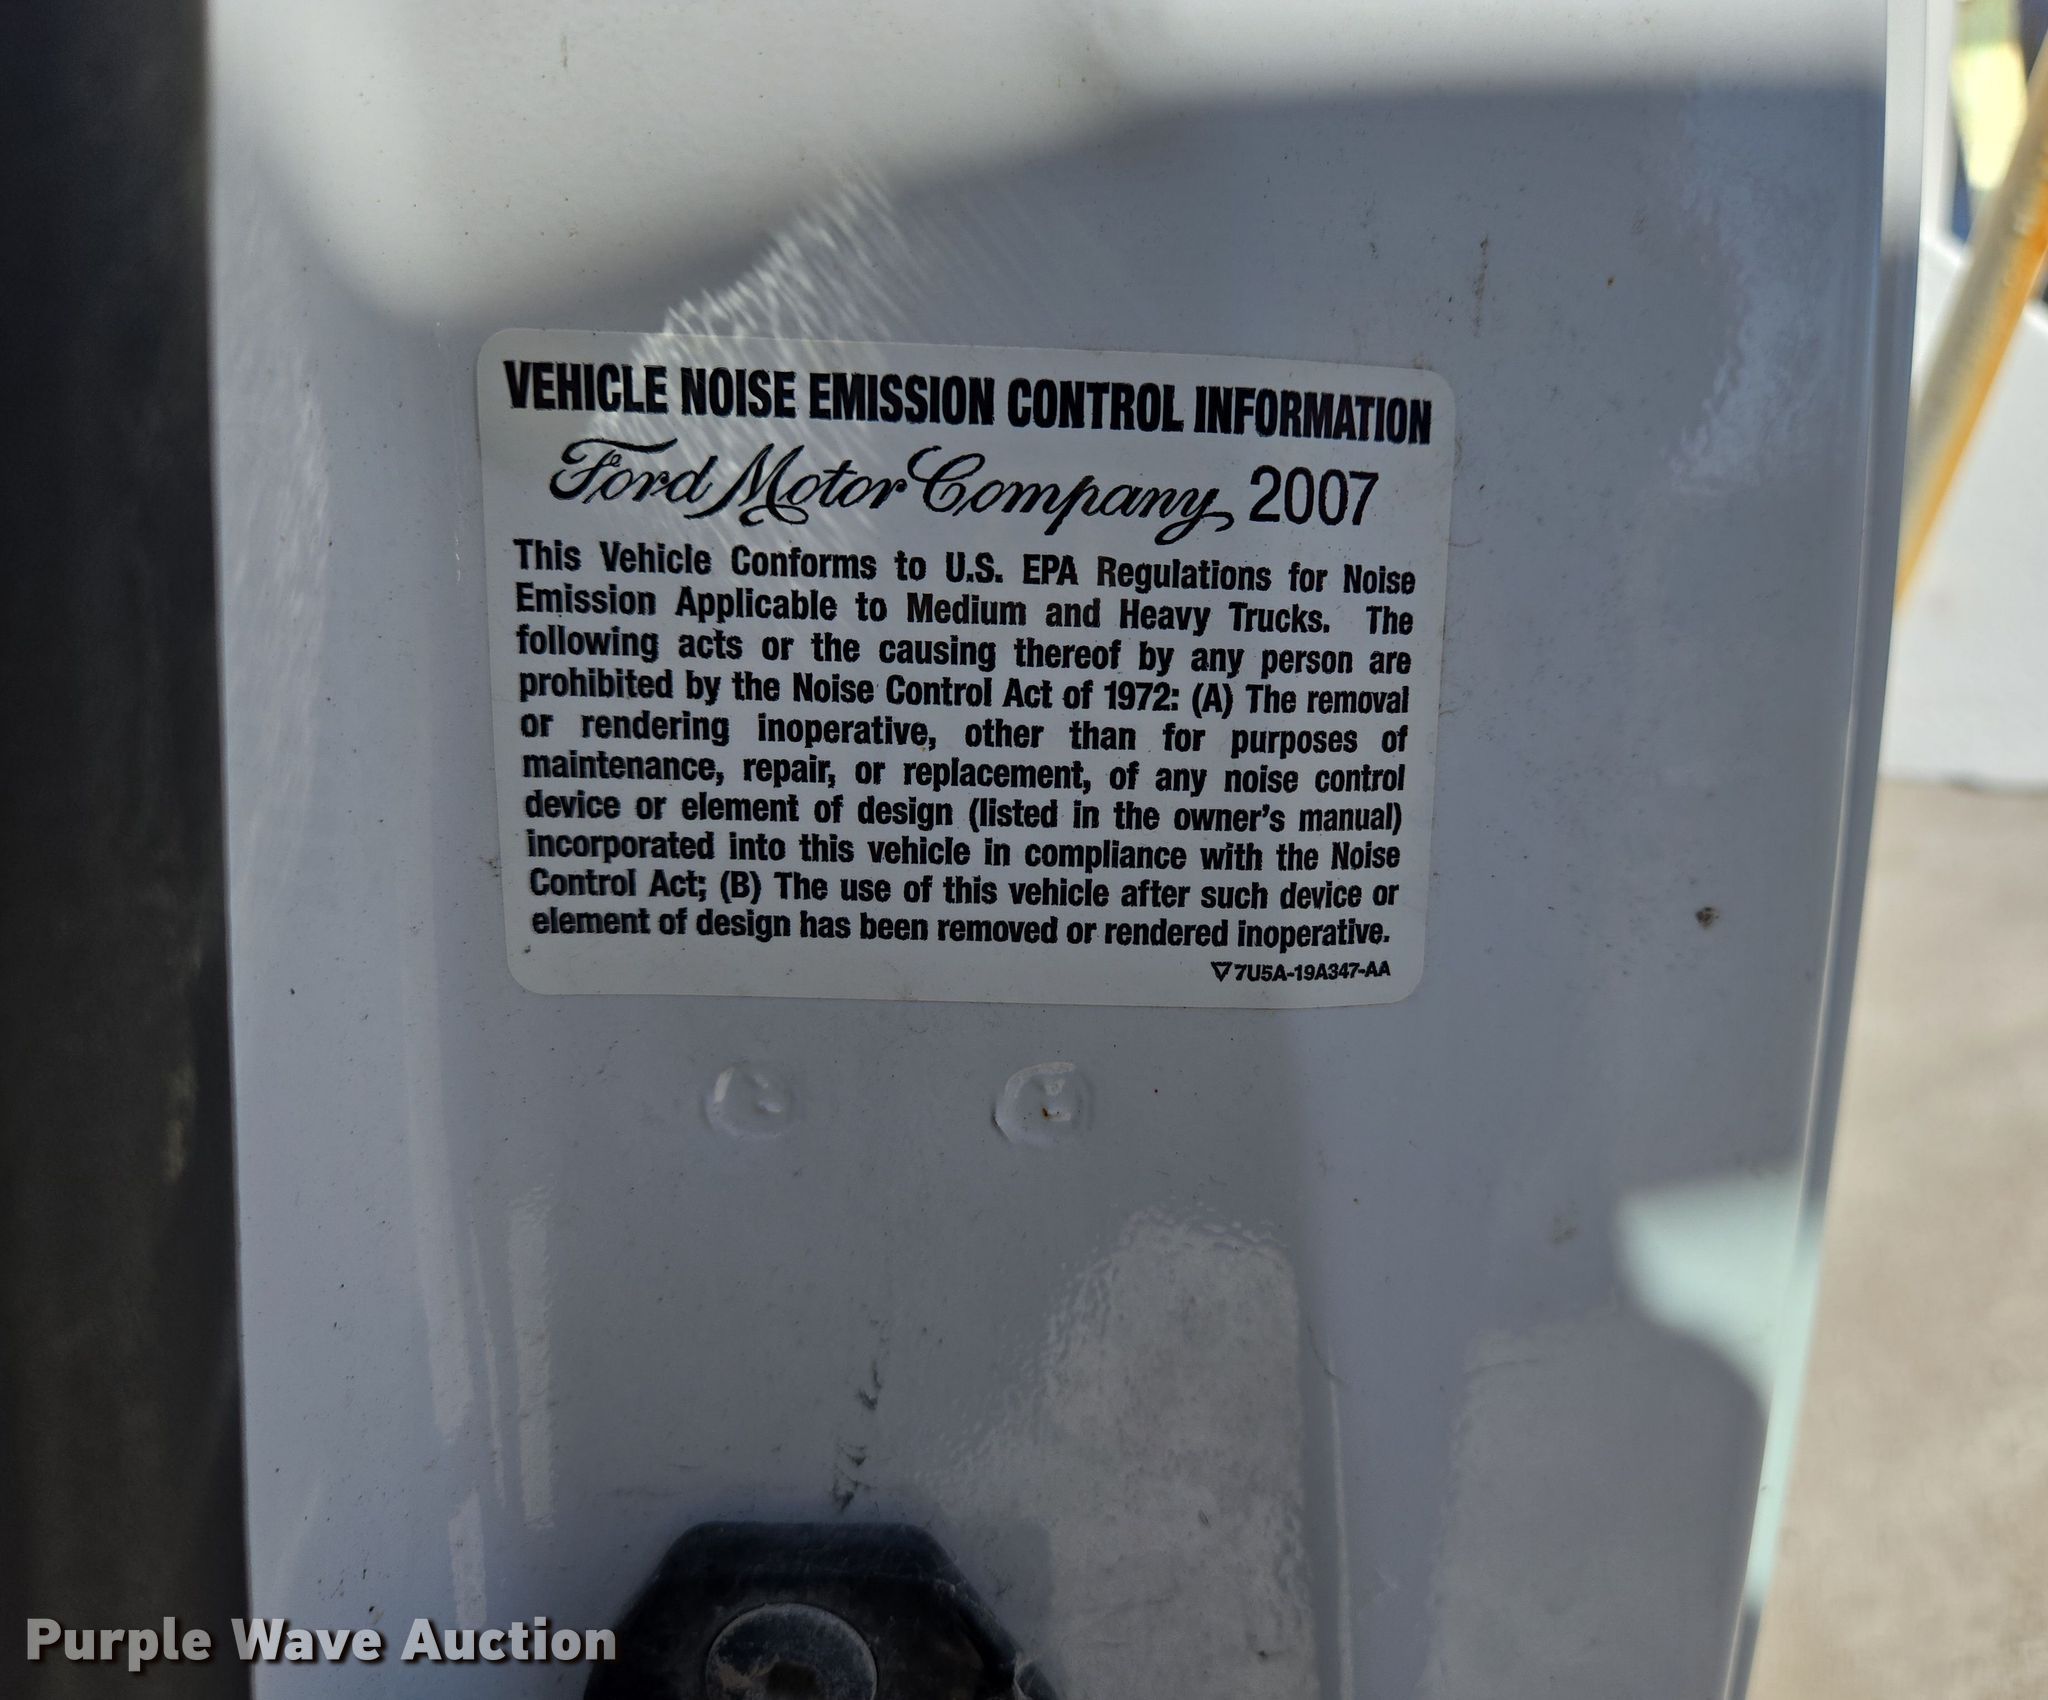 VEHICLE NOISE EMISSION CONTROL INFORMATION
Ford Motor Company 2007
This Vehicle Conforms to U.S. EPA Regulations for Noise
Emission Applicable to Medium and Heavy Trucks. The
following acts or the causing thereof by any person are
prohibited by the Noise Control Act of 1972: (A) The removal
or rendering inoperative, other than for purposes of
maintenance, repair, or replacement, of any noise control
device or element of design (listed in the owner's manual)
incorporated into this vehicle in compliance with the Noise
Control Act; (B) The use of this vehicle after such device or
element of design has been removed or rendered inoperative.
7U5A-19A347-AA
Purple Wave Auction